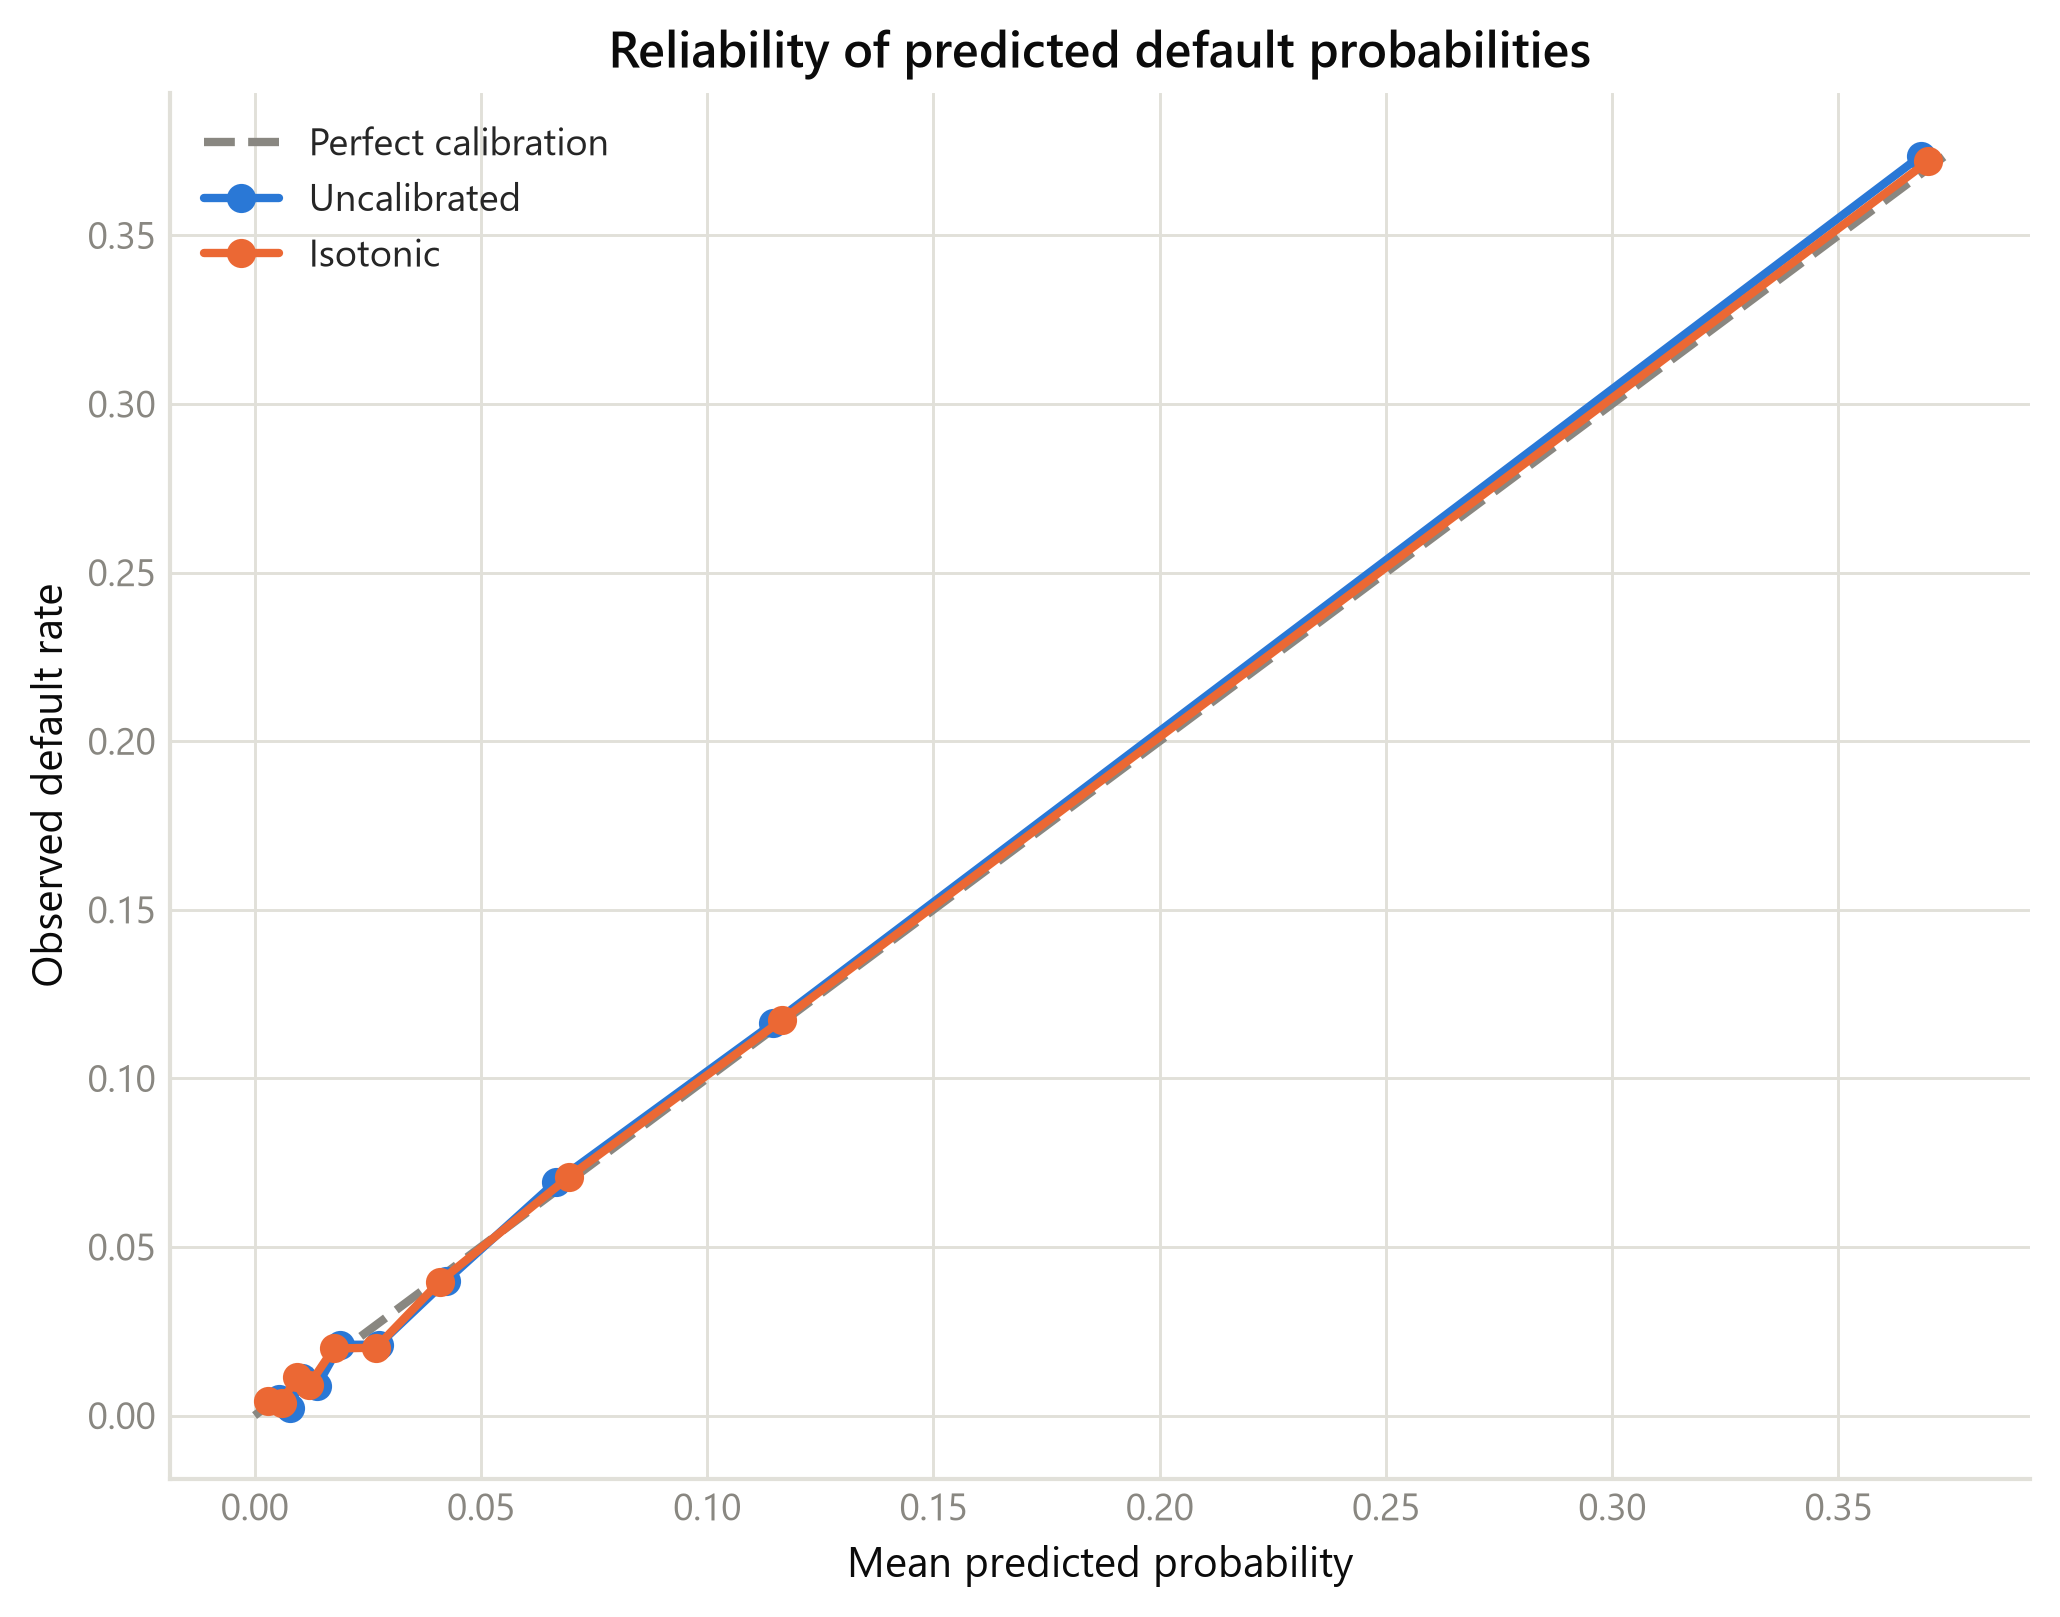 Reliability of predicted default probabilities
Perfect calibration
Uncalibrated
Isotonic
Observed default rate
0.35
0.30
0.25
0.20
0.15
0.10
0.05
0.00
0.00 0.05 0.10 0.15 0.20 0.25 0.30 0.35
Mean predicted probability